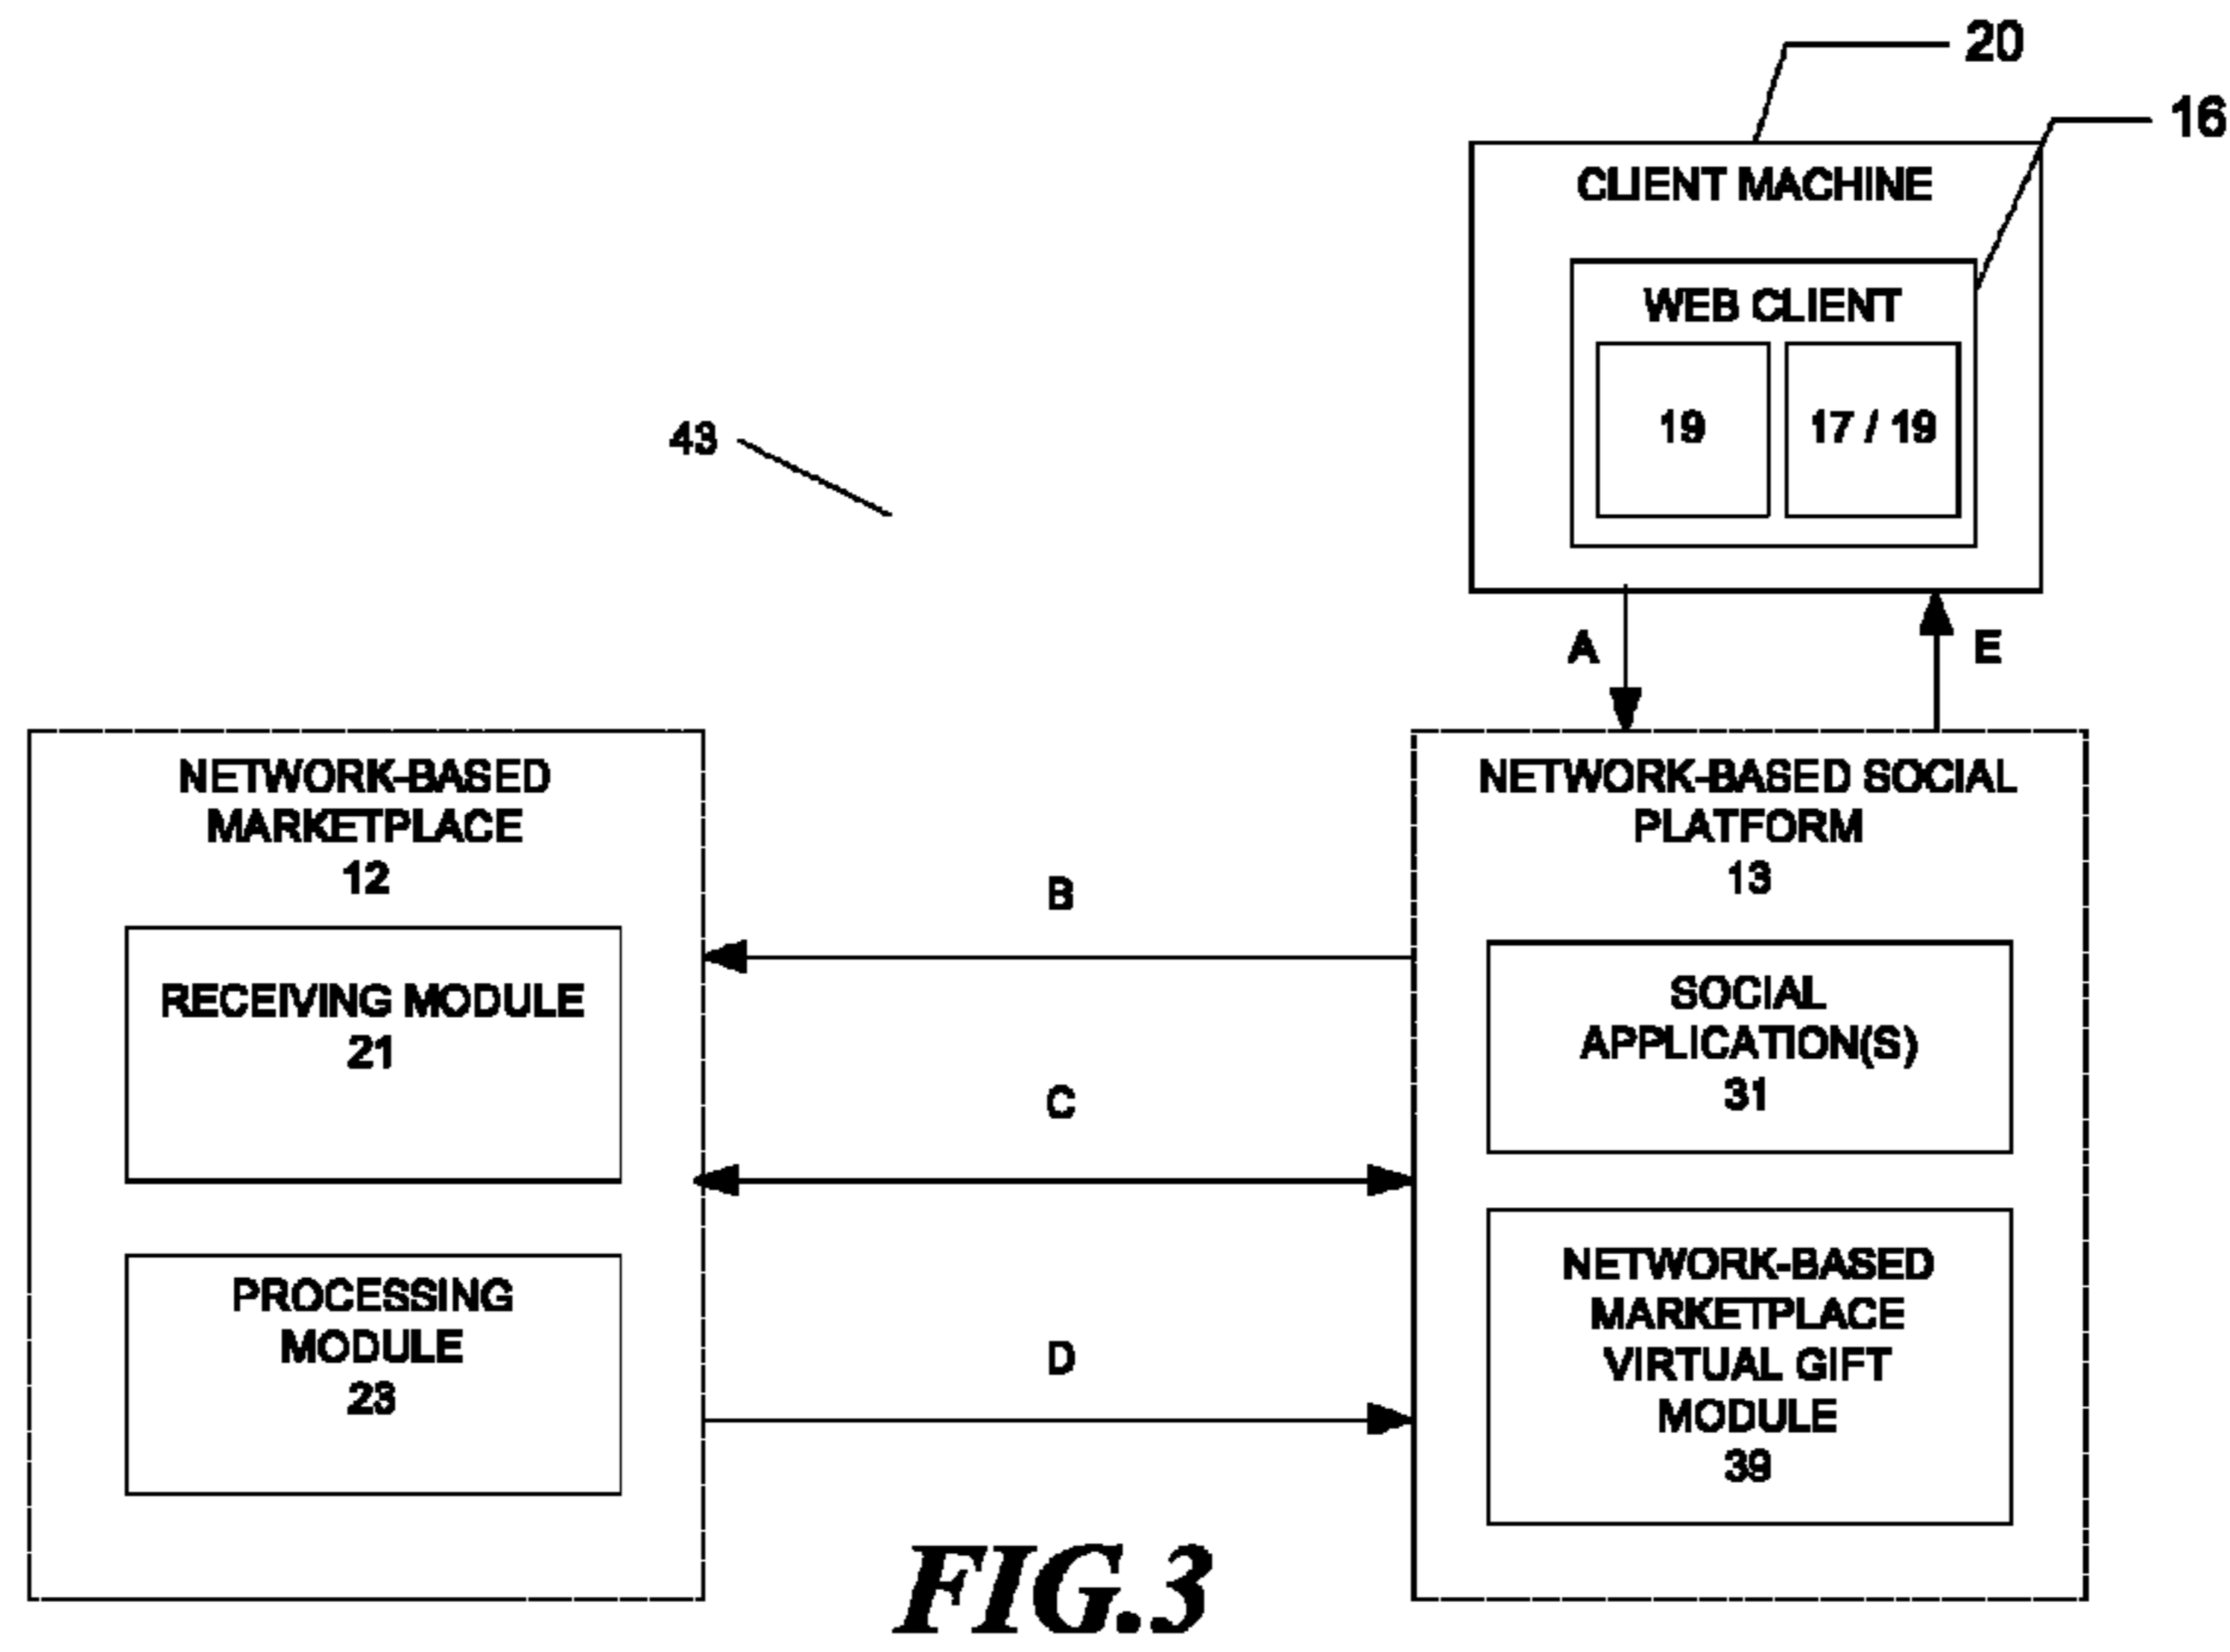 20
16
CLIENT MACHINE
WEB CLIENT
19
17 / 19
43
A
E
NETWORK-BASED
MARKETPLACE
12
RECEIVING MODULE
21
PROCESSING
MODULE
23
B
C
D
NETWORK-BASED SOCIAL
PLATFORM
13
SOCIAL
APPLICATION(S)
31
NETWORK-BASED
MARKETPLACE
VIRTUAL GIFT
MODULE
39
FIG.3